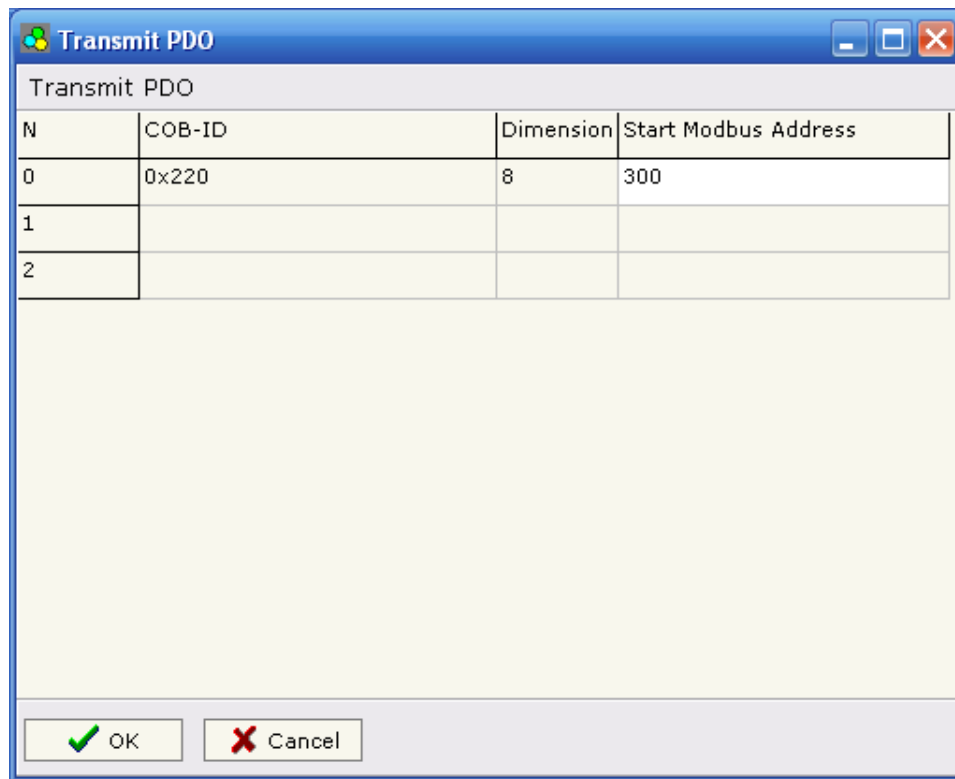 Transmit PDO
Transmit PDO
N COB-ID Dimension Start Modbus Address
0 0x220 8 300
1
2
OK Cancel